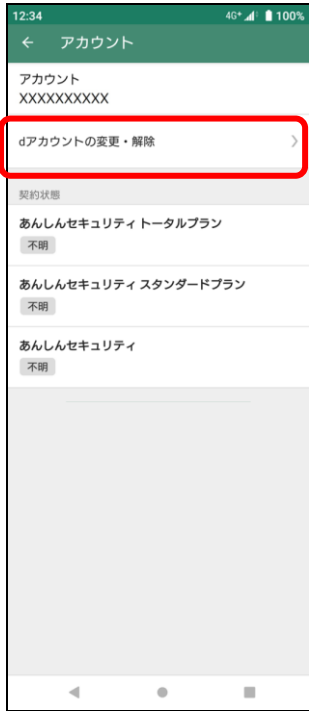 12:34 4G+ 100%
← アカウント
アカウント
XXXXXXXXXX
dアカウントの変更・解除
契約状態
あんしんセキュリティ トータルプラン
不明
あんしんセキュリティ スタンダードプラン
不明
あんしんセキュリティ
不明